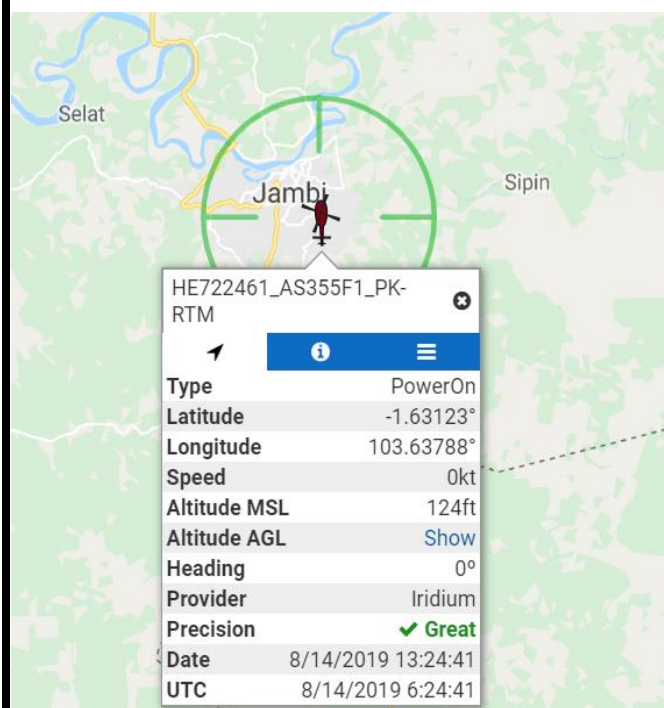 Selat
Jambi
Sipin
HE722461_AS355F1_PK-
RTM
Type PowerOn
Latitude -1.63123°
Longitude 103.63788°
Speed 0kt
Altitude MSL 124ft
Altitude AGL Show
Heading 0º
Provider Iridium
Precision ✔ Great
Date 8/14/2019 13:24:41
UTC 8/14/2019 6:24:41